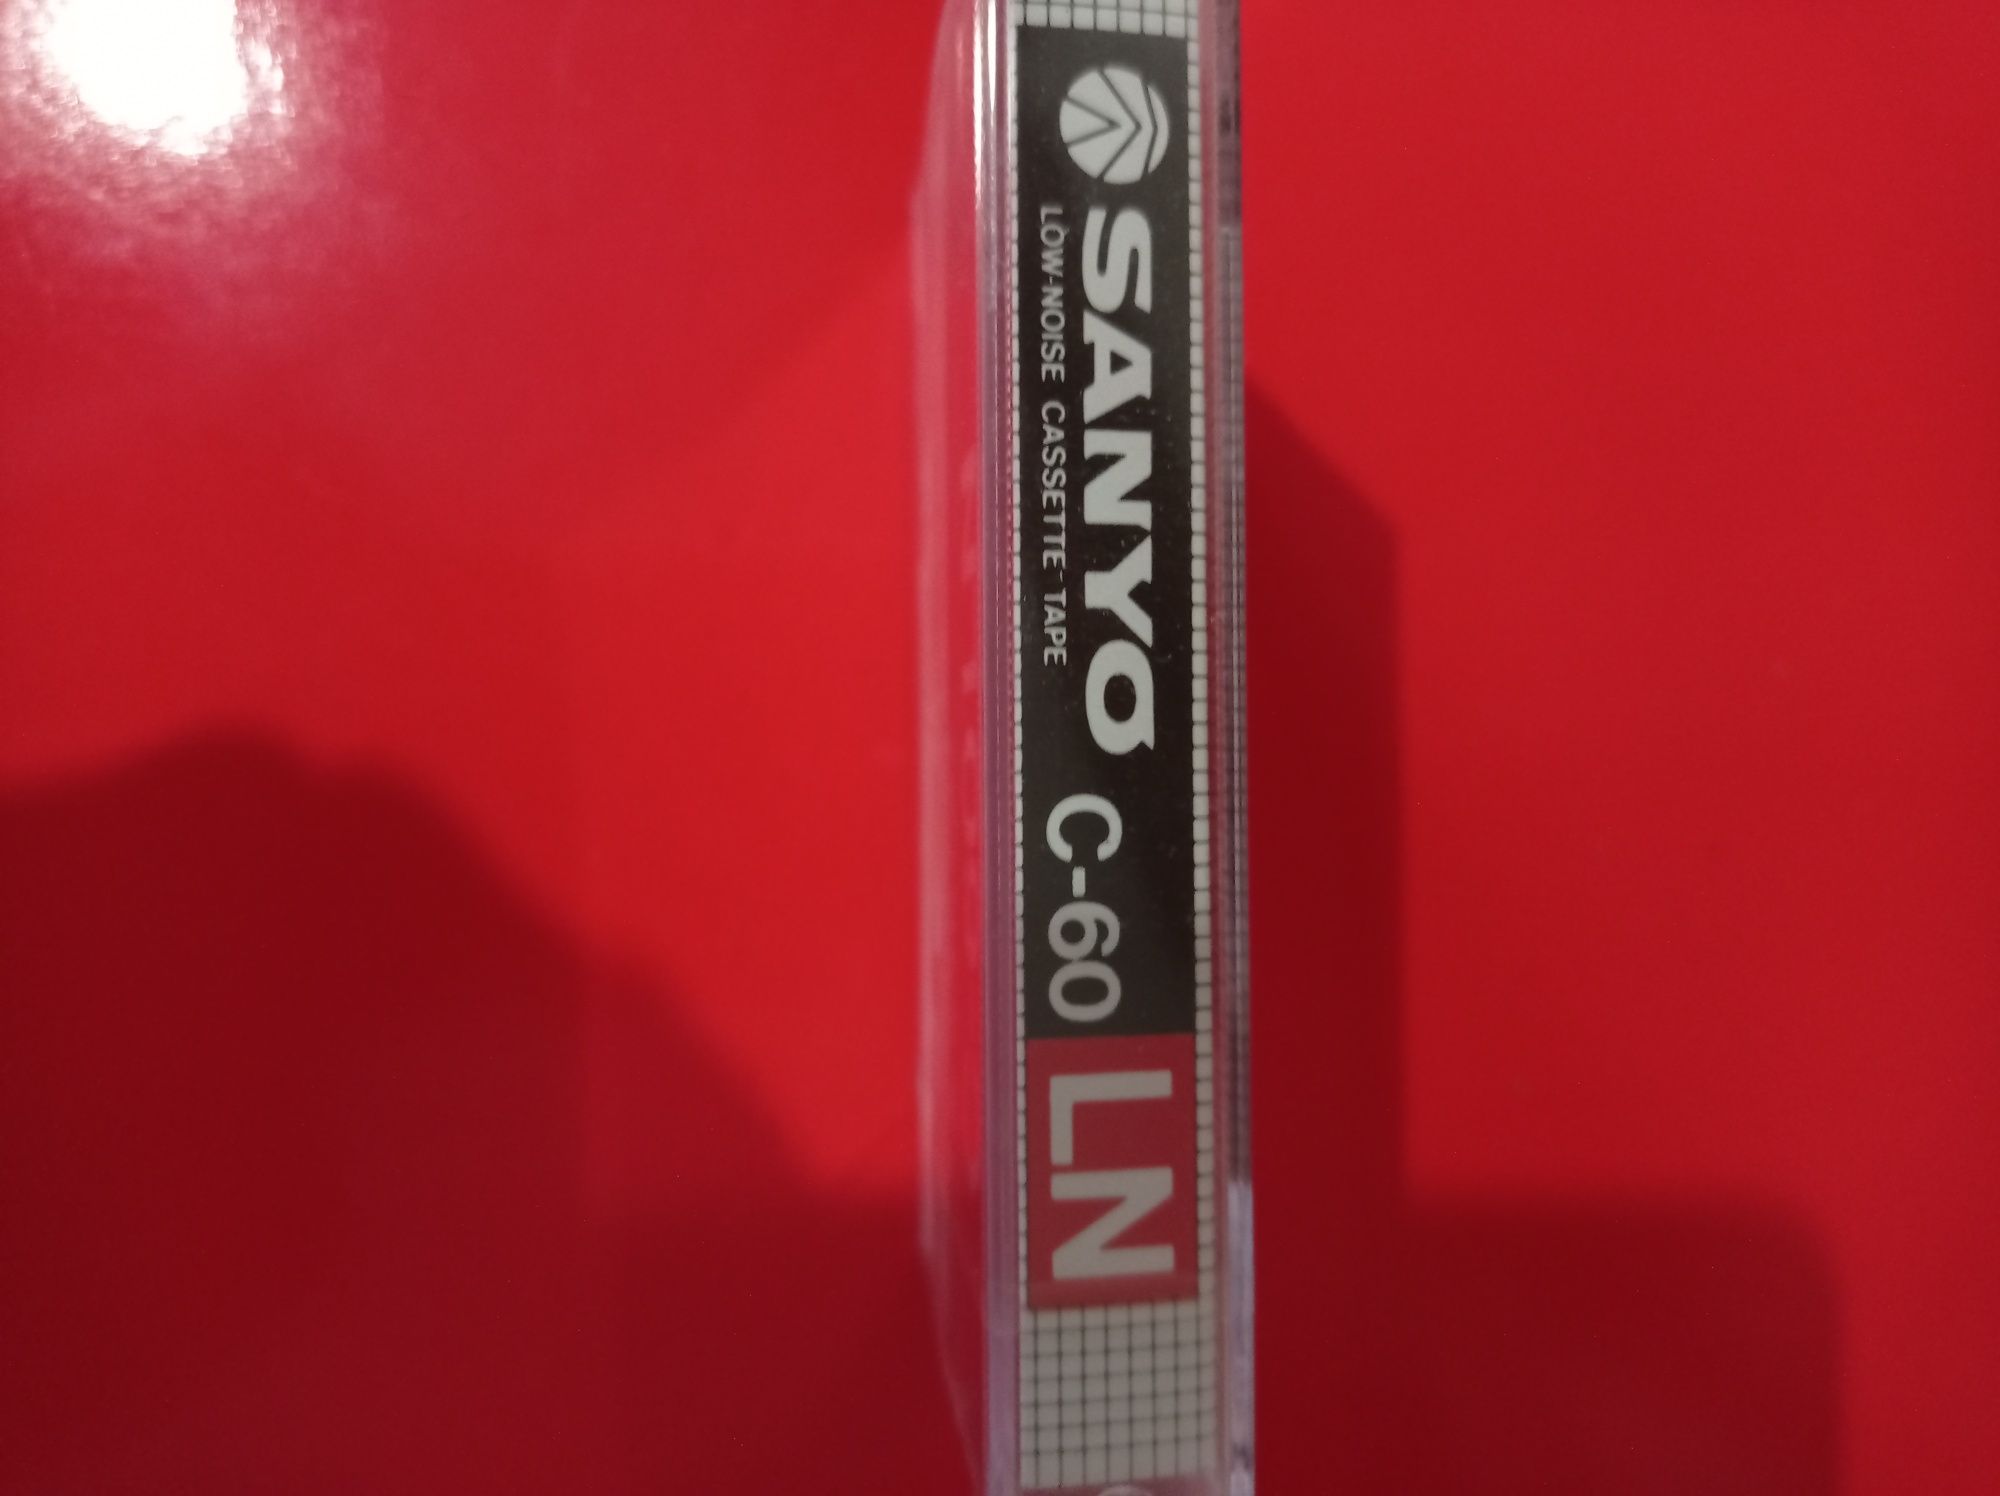 SANYO
LOW-NOISE CASSETTE TAPE
C-60
LN